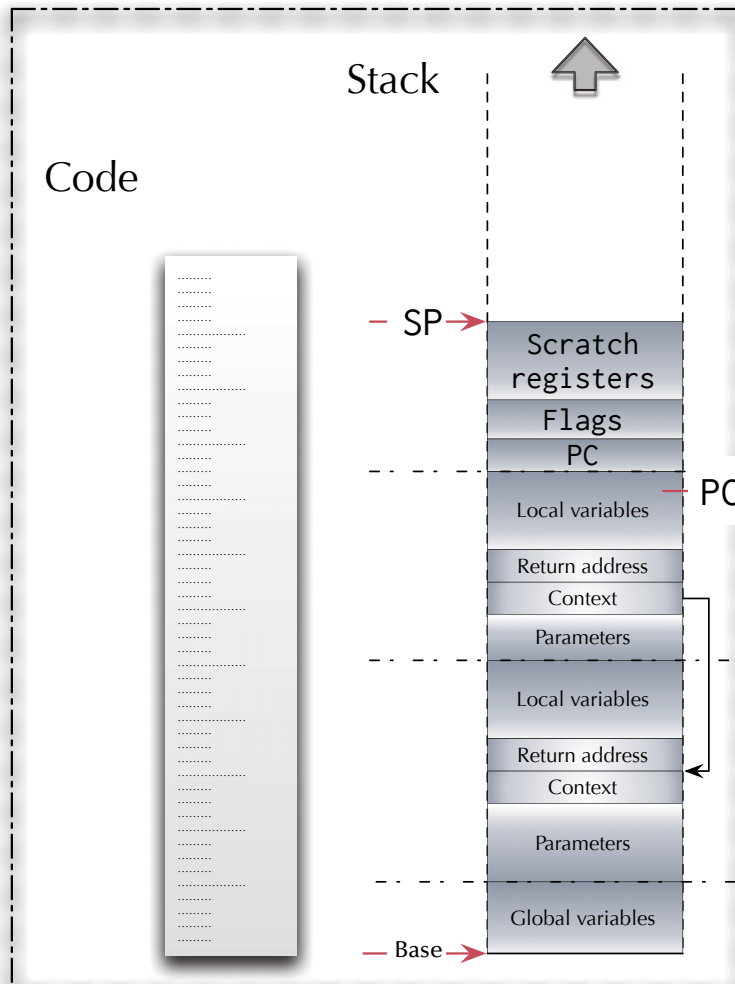 Stack
Code
SP
Scratch
registers
Flags
PC
PC
Local variables
Return address
Context
Parameters
Local variables
Return address
Context
Parameters
Global variables
Base